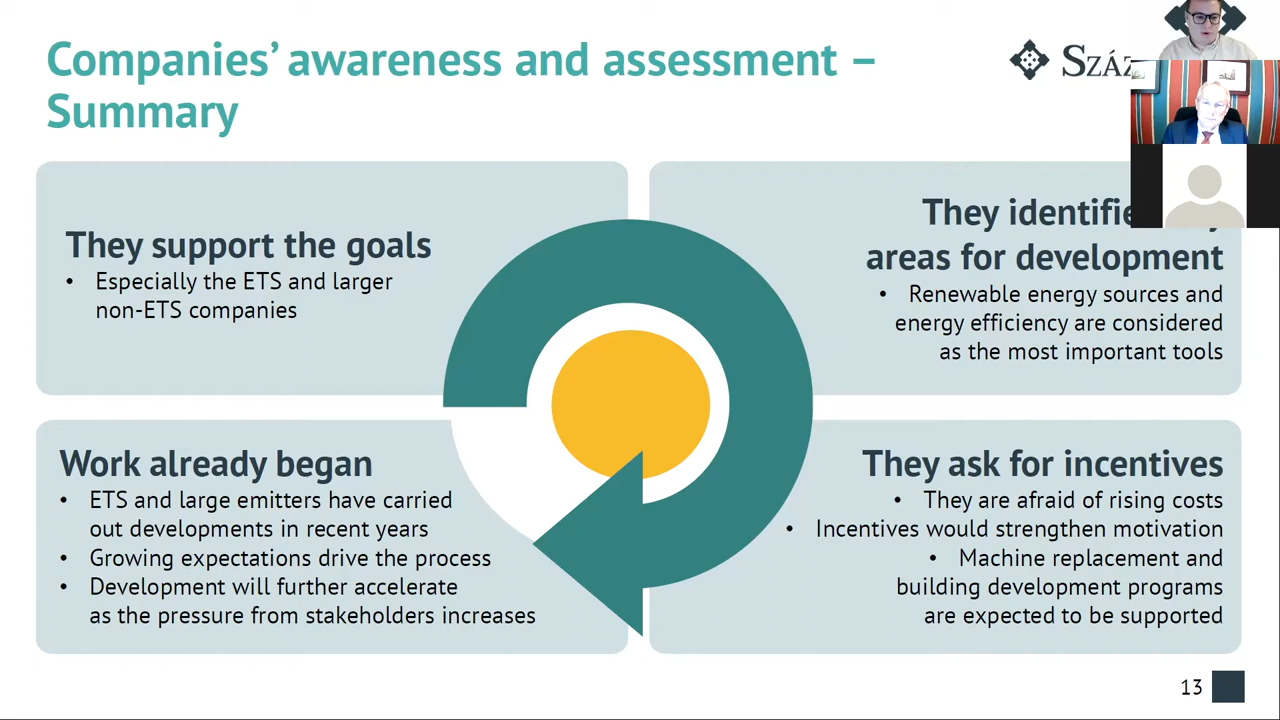 Companies’ awareness and assessment –
Summary
They support the goals
• Especially the ETS and larger
non-ETS companies
They
areas for development
• Renewable energy sources and
energy efficiency are considered
as the most important tools
Work already began
• ETS and large emitters have carried
out developments in recent years
• Growing expectations drive the process
• Development will further accelerate
as the pressure from stakeholders increases
They ask for incentives
• They are afraid of rising costs
• Incentives would strengthen motivation
• Machine replacement and
building development programs
are expected to be supported
13